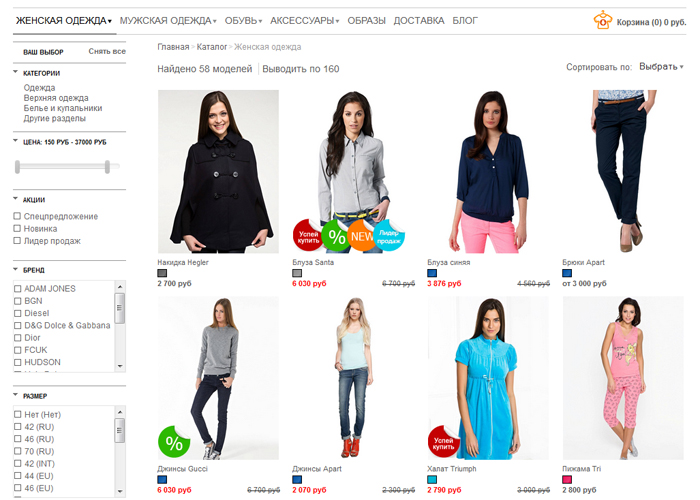 ЖЕНСКАЯ ОДЕЖДА МУЖСКАЯ ОДЕЖДА ОБУВЬ АКСЕССУАРЫ ОБРАЗЫ ДОСТАВКА БЛОГ
0 Корзина (0) 0 руб.
ВАШ ВЫБОР Снять все
Главная > Каталог > Женская одежда
Найдено 58 моделей Выводить по 160
Сортировать по: Выбрать
КАТЕГОРИИ
Одежда
Верхняя одежда
Белье и купальники
Другие разделы
ЦЕНА: 150 РУБ - 37000 РУБ
АКЦИИ
Спецпредложение
Новинка
Лидер продаж
БРЕНД
ADAM JONES
BGN
Diesel
D&G Dolce & Gabbana
Dior
FCUK
HUDSON
РАЗМЕР
Нет (Нет)
42 (RU)
46 (RU)
70 (RU)
42 (INT)
44 (EU)
46 (EU)
Успей купить % NEW Лидер продаж
Накидка Hegler
2 700 руб
Блуза Santa
6 030 руб 6 700 руб
Блуза синяя
3 876 руб 4 560 руб
Брюки Apart
от 3 000 руб
%
Успей купить
Джинсы Gucci
6 030 руб 6 700 руб
Джинсы Apart
2 070 руб 2 300 руб
Халат Triumph
2 790 руб 3 000 руб
Пижама Tri
2 800 руб